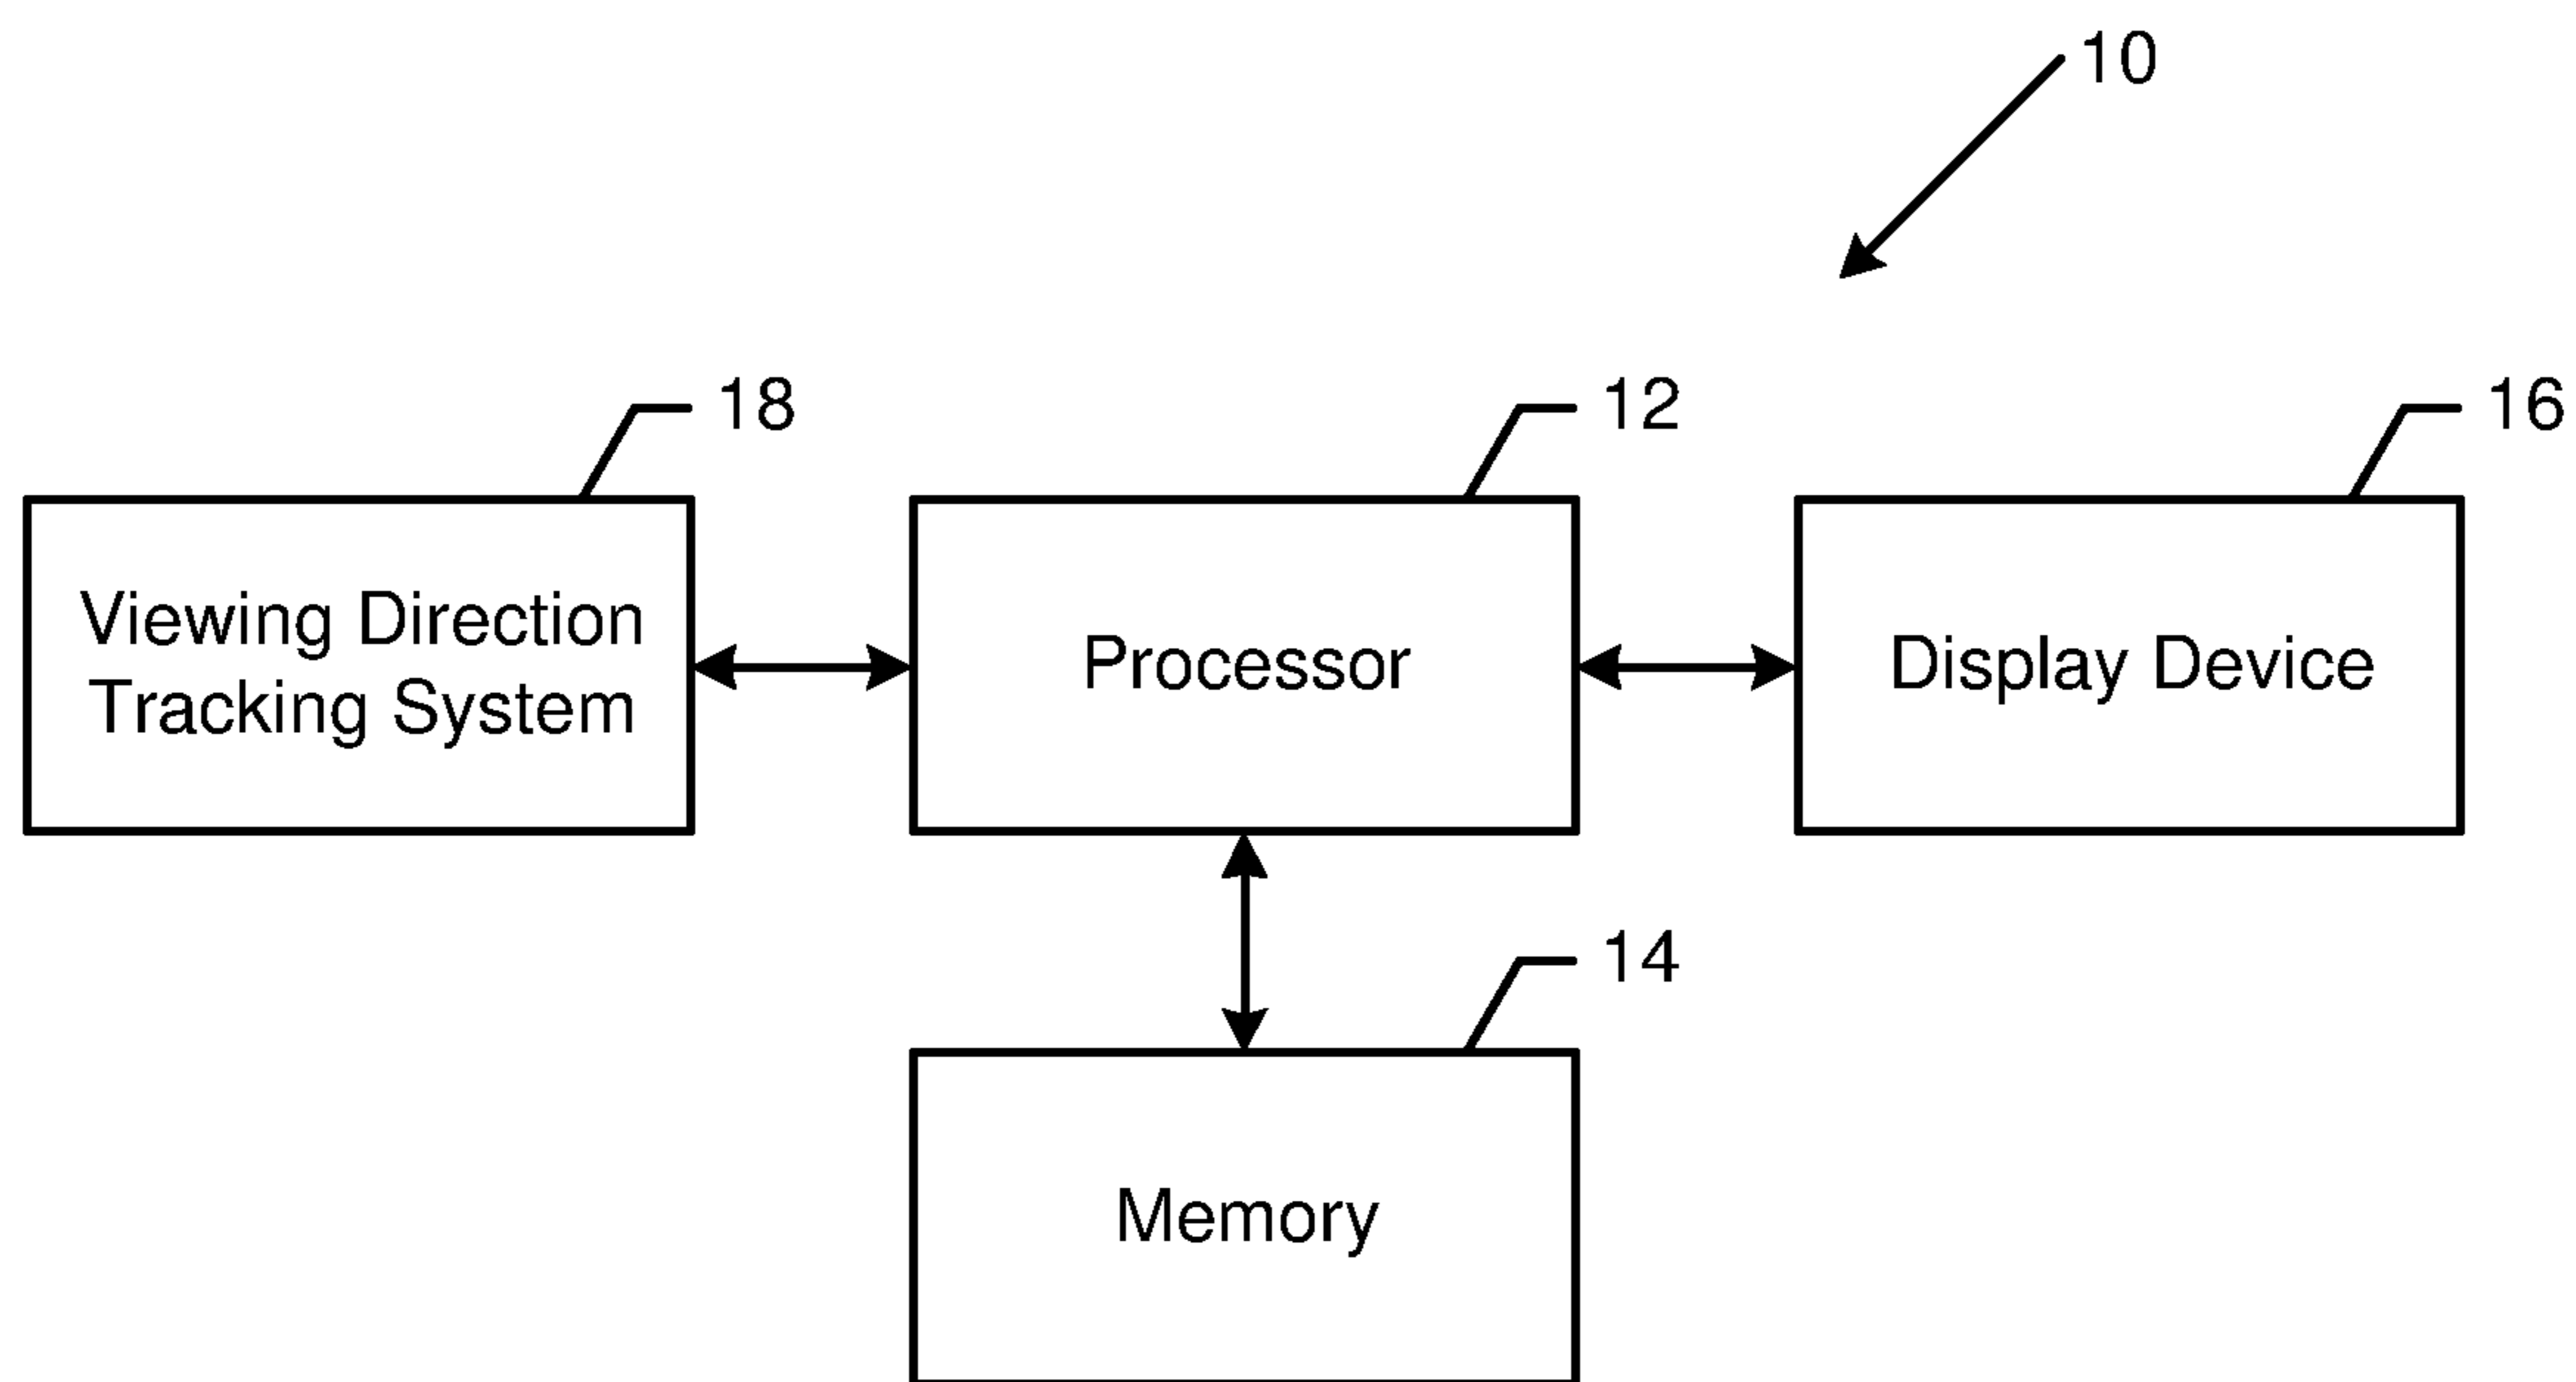 10
18
12
16
Viewing Direction
Tracking System
Processor
Display Device
14
Memory